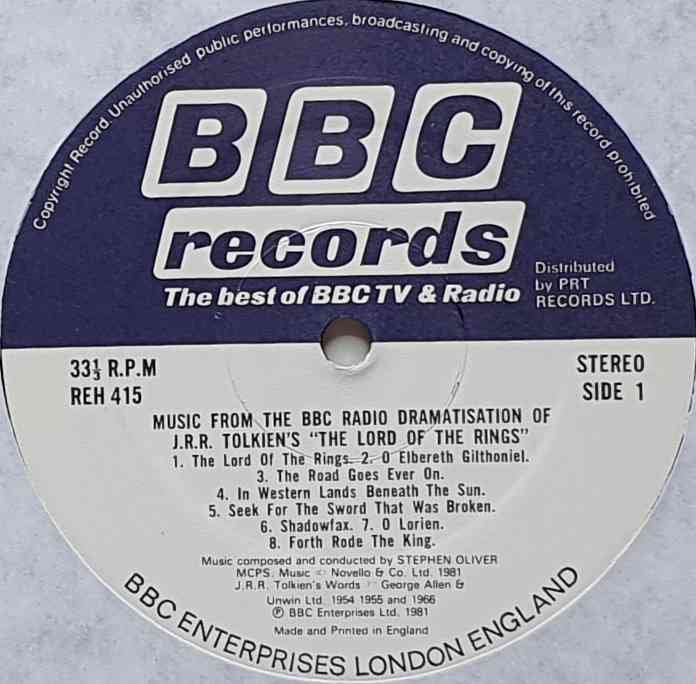 Copyright Record. Unauthorised public performances, broadcasting and copying of this record prohibited
BBC
records
The best of BBC TV & Radio
Distributed
by PRT
RECORDS LTD.
33⅓ R.P.M
REH 415
STEREO
SIDE 1
MUSIC FROM THE BBC RADIO DRAMATISATION OF
J.R.R. TOLKIEN'S "THE LORD OF THE RINGS"
1. The Lord Of The Rings. 2. O Elbereth Gilthoniel.
3. The Road Goes Ever On.
4. In Western Lands Beneath The Sun.
5. Seek For The Sword That Was Broken.
6. Shadowfax. 7. O Lorien.
8. Forth Rode The King.
Music composed and conducted by STEPHEN OLIVER
MCPS. Music © Novello & Co. Ltd. 1981
J.R.R. Tolkien's Words © George Allen &
Unwin Ltd. 1954 1955 and 1966
℗ BBC Enterprises Ltd. 1981
Made and Printed in England
BBC ENTERPRISES LONDON ENGLAND